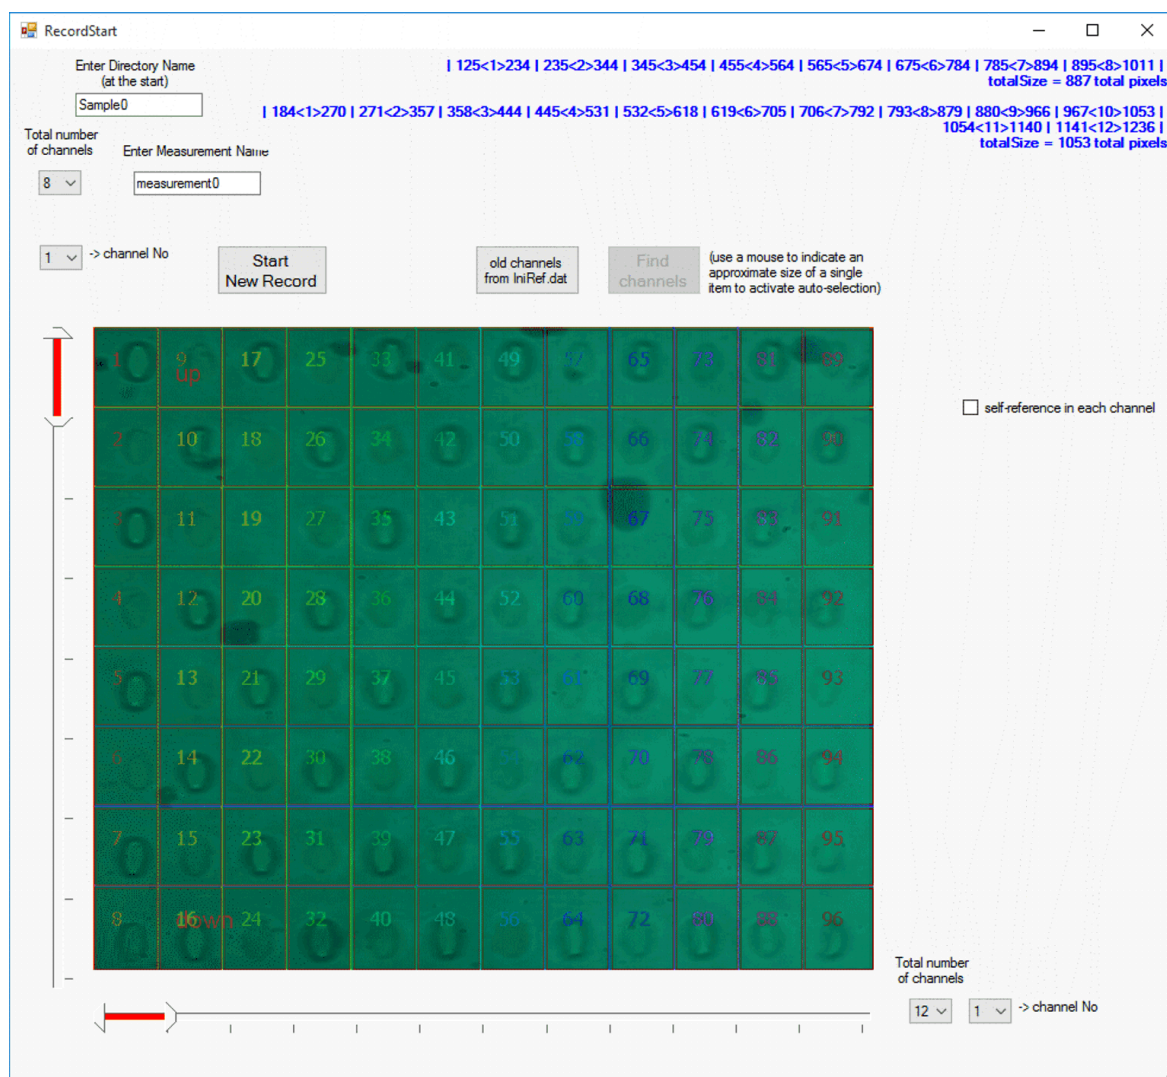 RecordStart
Enter Directory Name
(at the start)
Sample0
| 125<1>234 | 235<2>344 | 345<3>454 | 455<4>564 | 565<5>674 | 675<6>784 | 785<7>894 | 895<8>1011 |
totalSize = 887 total pixels
| 184<1>270 | 271<2>357 | 358<3>444 | 445<4>531 | 532<5>618 | 619<6>705 | 706<7>792 | 793<8>879 | 880<9>966 | 967<10>1053 |
1054<11>1140 | 1141<12>1236 |
totalSize = 1053 total pixels
Total number
of channels
Enter Measurement Name
8
measurement0
1
-> channel No
Start
New Record
old channels
from IniRef.dat
Find
channels
(use a mouse to indicate an
approximate size of a single
item to activate auto-selection)
1 9 17 25 33 41 49 57 65 73 81 89
up
2 10 18 26 34 42 50 58 66 74 82 90
3 11 19 27 35 43 51 59 67 75 83 91
4 12 20 28 36 44 52 60 68 76 84 92
5 13 21 29 37 45 53 61 69 77 85 93
6 14 22 30 38 46 62 70 78 86 94
7 15 23 31 39 47 55 63 71 79 87 95
8 16 24 32 40 48 56 64 72 80 88 96
down
self-reference in each channel
Total number
of channels
12
1
-> channel No